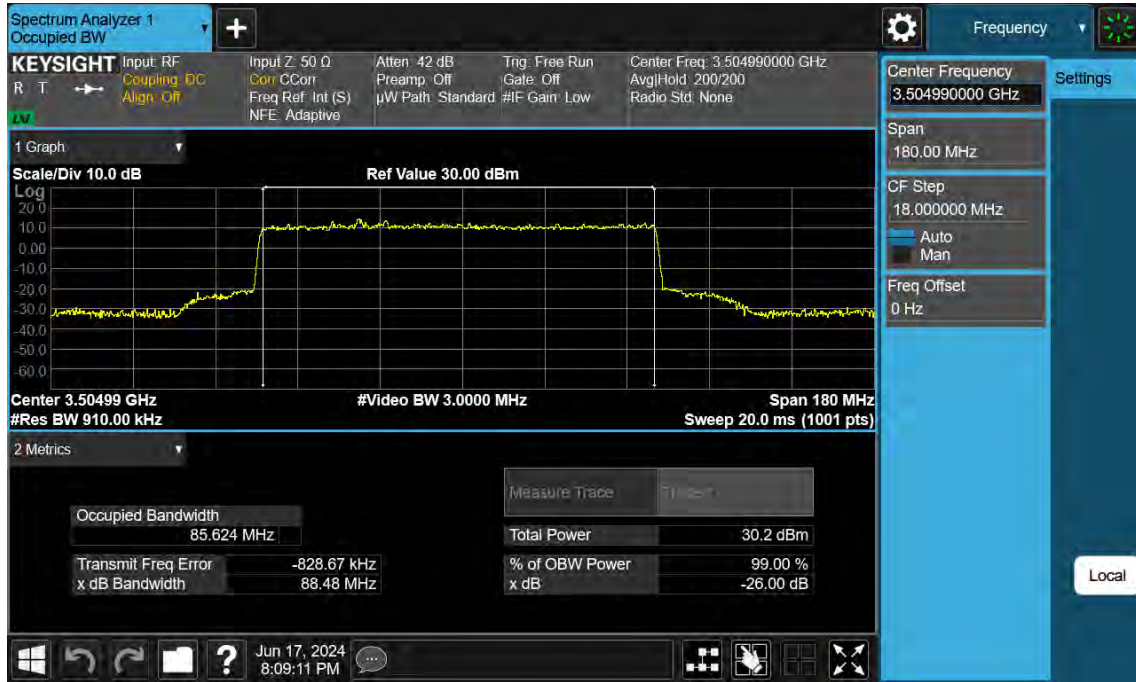 Spectrum Analyzer 1
Occupied BW
Frequency
KEYSIGHT
R T
LXI
Input: RF
Coupling: DC
Align: Off
Input Z: 50 Ω
Corr CCorr
Freq Ref: Int (S)
NFE: Adaptive
Atten: 42 dB
Preamp: Off
µW Path: Standard
Trig: Free Run
Gate: Off
#IF Gain: Low
Center Freq: 3.504990000 GHz
Avg|Hold: 200/200
Radio Std: None
Center Frequency
3.504990000 GHz
Settings
Span
180.00 MHz
CF Step
18.000000 MHz
Auto
Man
Freq Offset
0 Hz
Local
1 Graph
Scale/Div 10.0 dB
Ref Value 30.00 dBm
Log
20.0
10.0
0.00
-10.0
-20.0
-30.0
-40.0
-50.0
-60.0
Center 3.50499 GHz
#Video BW 3.0000 MHz
Span 180 MHz
#Res BW 910.00 kHz
Sweep 20.0 ms (1001 pts)
2 Metrics
Measure Trace
Occupied Bandwidth
85.624 MHz
Total Power 30.2 dBm
Transmit Freq Error -828.67 kHz
% of OBW Power 99.00 %
x dB Bandwidth 88.48 MHz
x dB -26.00 dB
Jun 17, 2024
8:09:11 PM